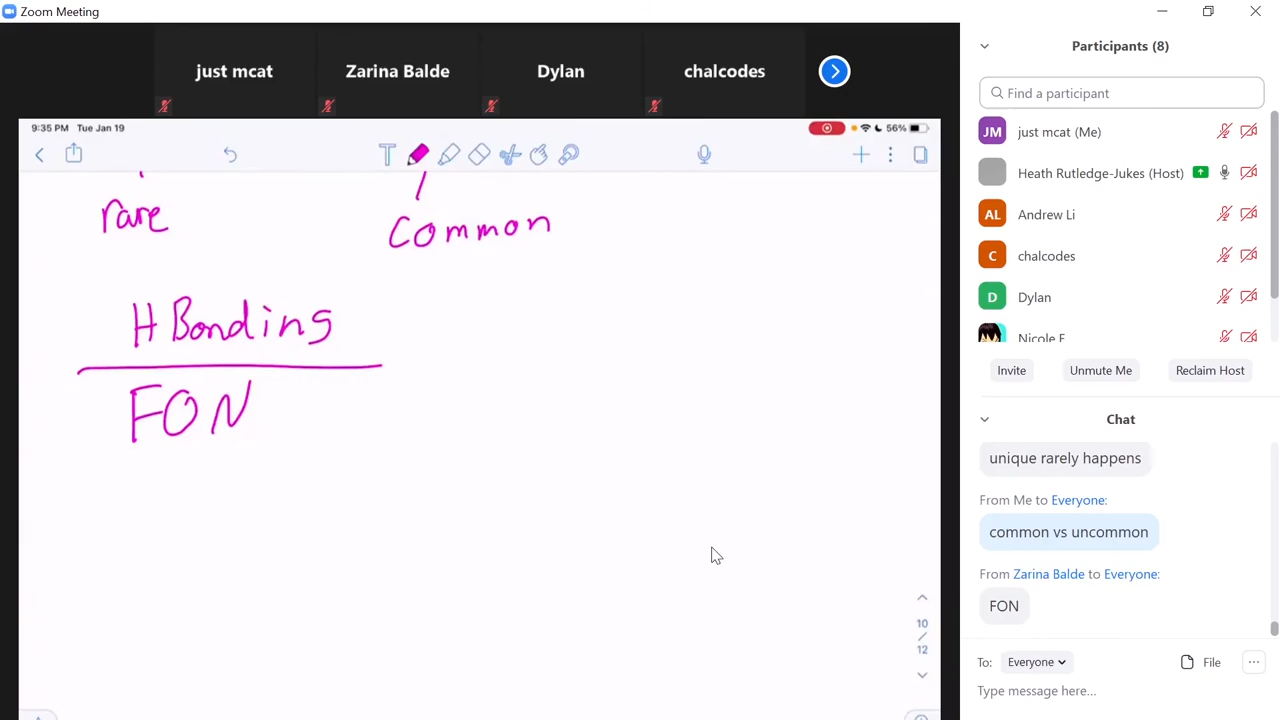 Zoom Meeting
just mcat
Zarina Balde
Dylan
chalcodes
9:35 PM Tue Jan 19
56%
T
rare
Common
H Bonding
FON
10
/
12
Participants (8)
Find a participant
JM just mcat (Me)
Heath Rutledge-Jukes (Host)
AL Andrew Li
C chalcodes
D Dylan
Invite Unmute Me Reclaim Host
Chat
unique rarely happens
From Me to Everyone:
common vs uncommon
From Zarina Balde to Everyone:
FON
To: Everyone File
Type message here...